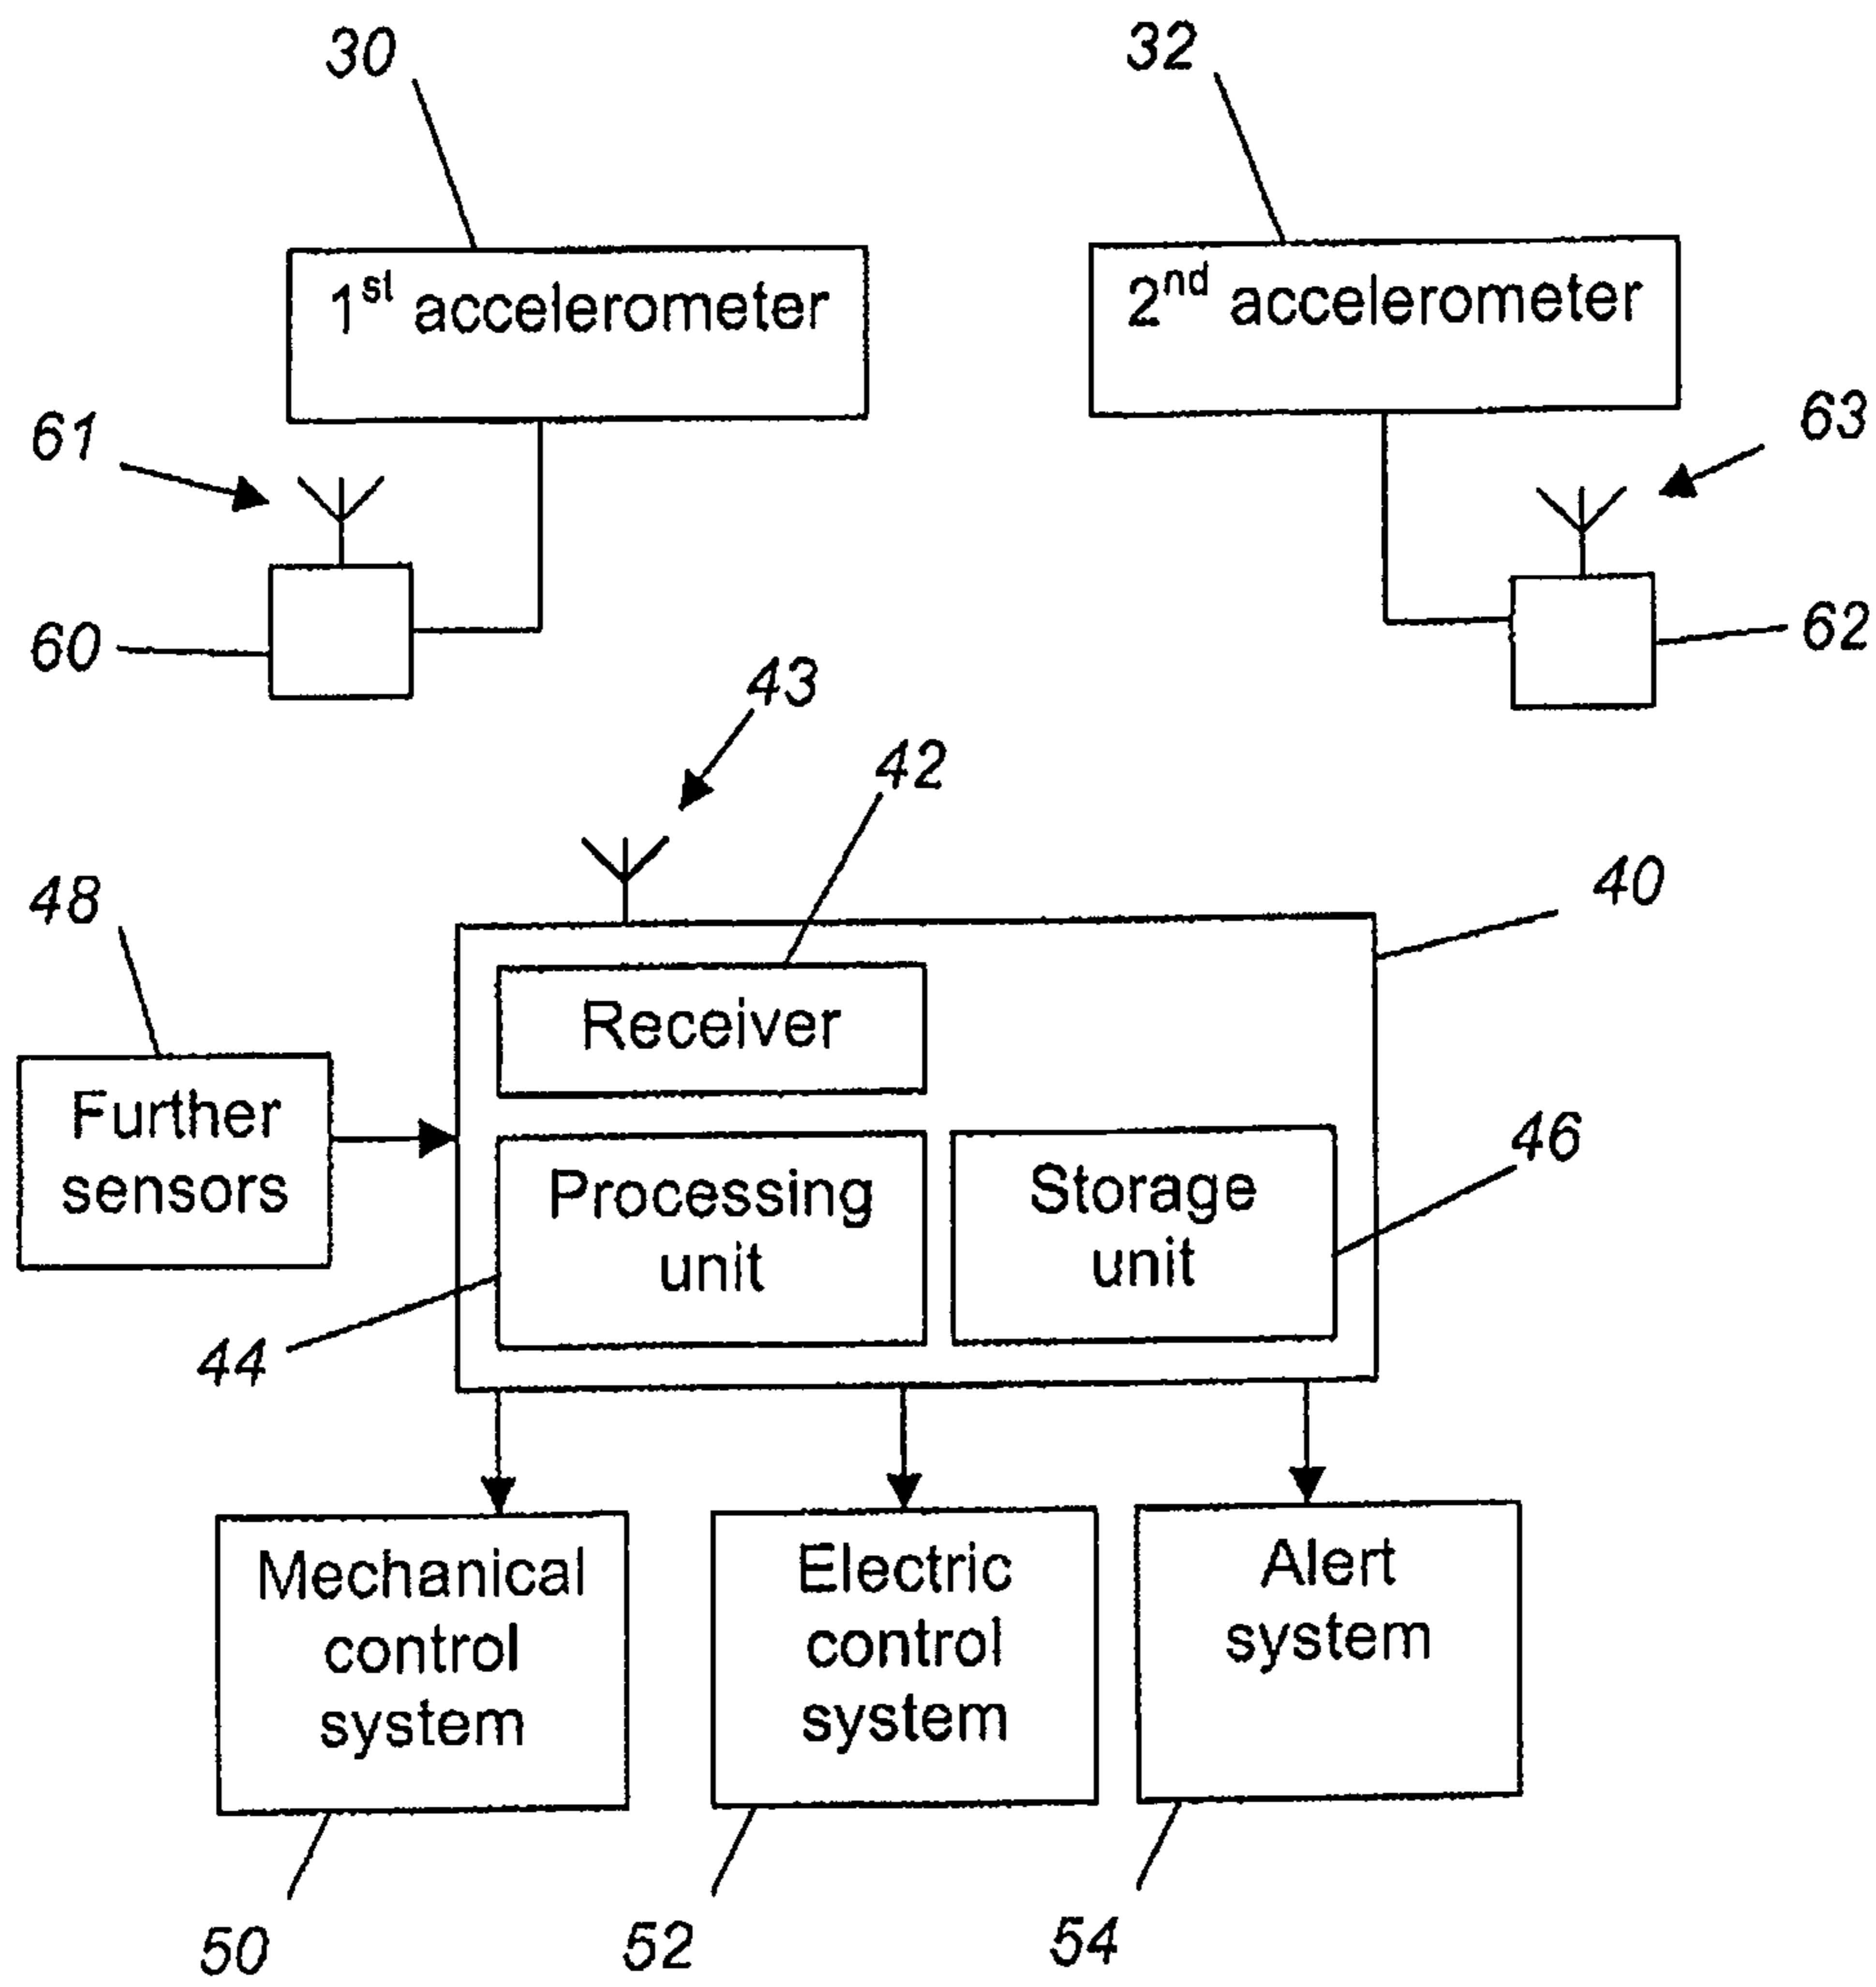 30
32
1st accelerometer
2nd accelerometer
61
63
60
62
43
42
40
48
Receiver
Further
sensors
46
Processing
unit
Storage
unit
44
Mechanical
control
system
Electric
control
system
Alert
system
50
52
54